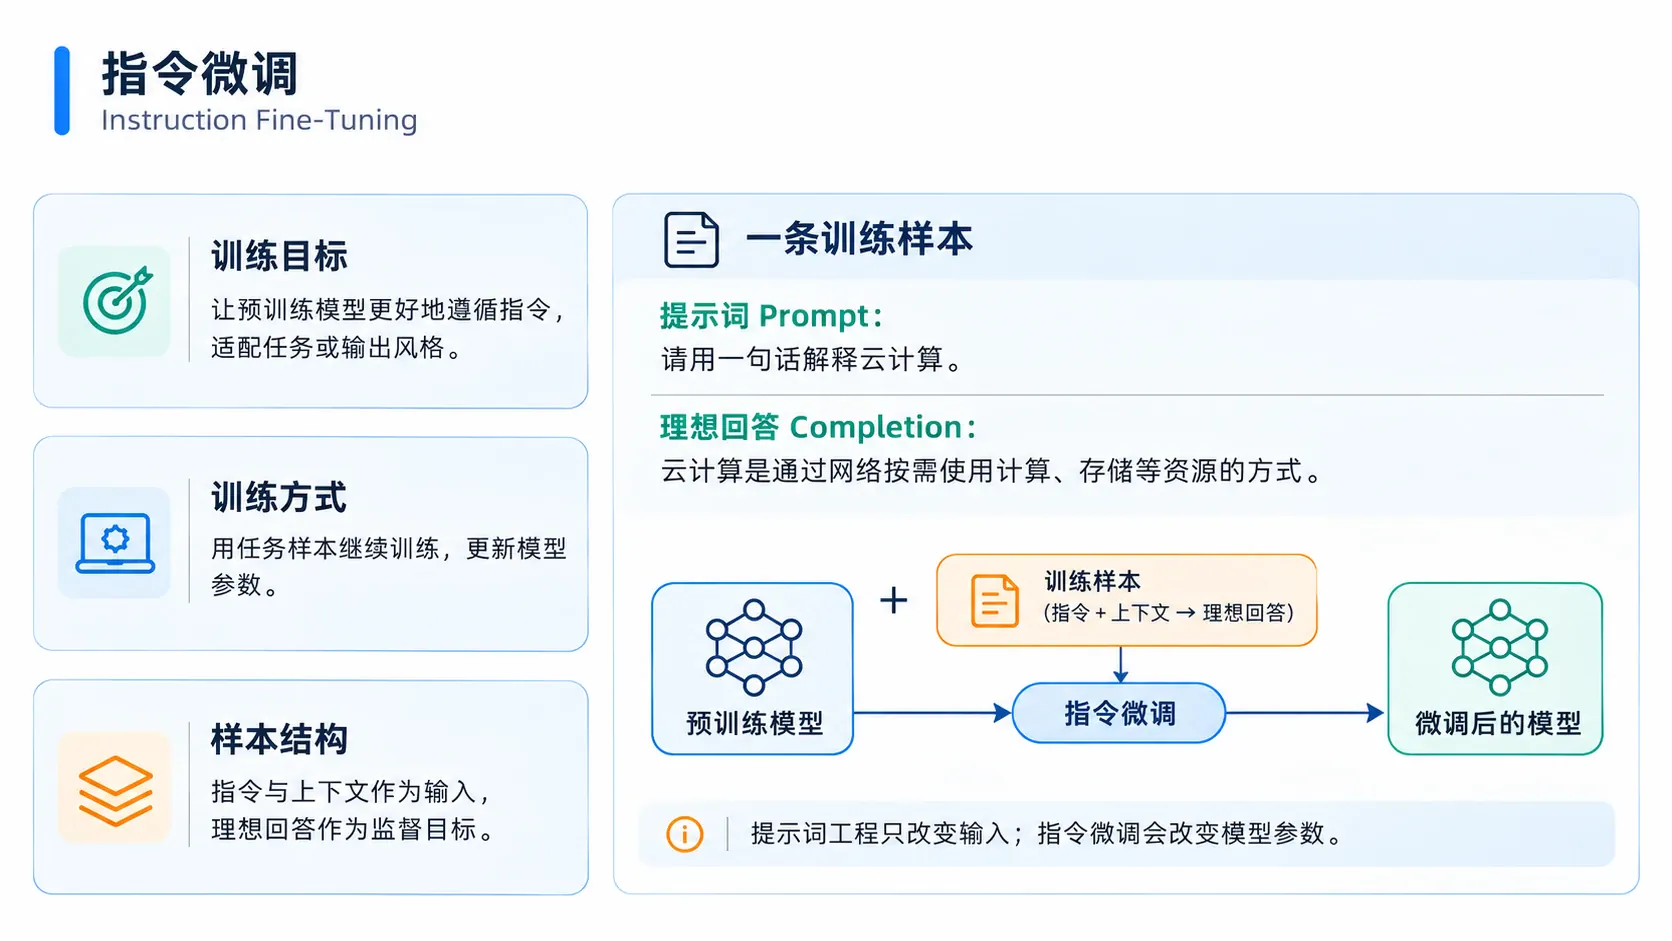 指令微调
Instruction Fine-Tuning
训练目标
让预训练模型更好地遵循指令，
适配任务或输出风格。
训练方式
用任务样本继续训练，更新模型
参数。
样本结构
指令与上下文作为输入，
理想回答作为监督目标。
一条训练样本
提示词 Prompt：
请用一句话解释云计算。
理想回答 Completion：
云计算是通过网络按需使用计算、存储等资源的方式。
预训练模型
+
训练样本
(指令 + 上下文 → 理想回答)
指令微调
微调后的模型
提示词工程只改变输入；指令微调会改变模型参数。